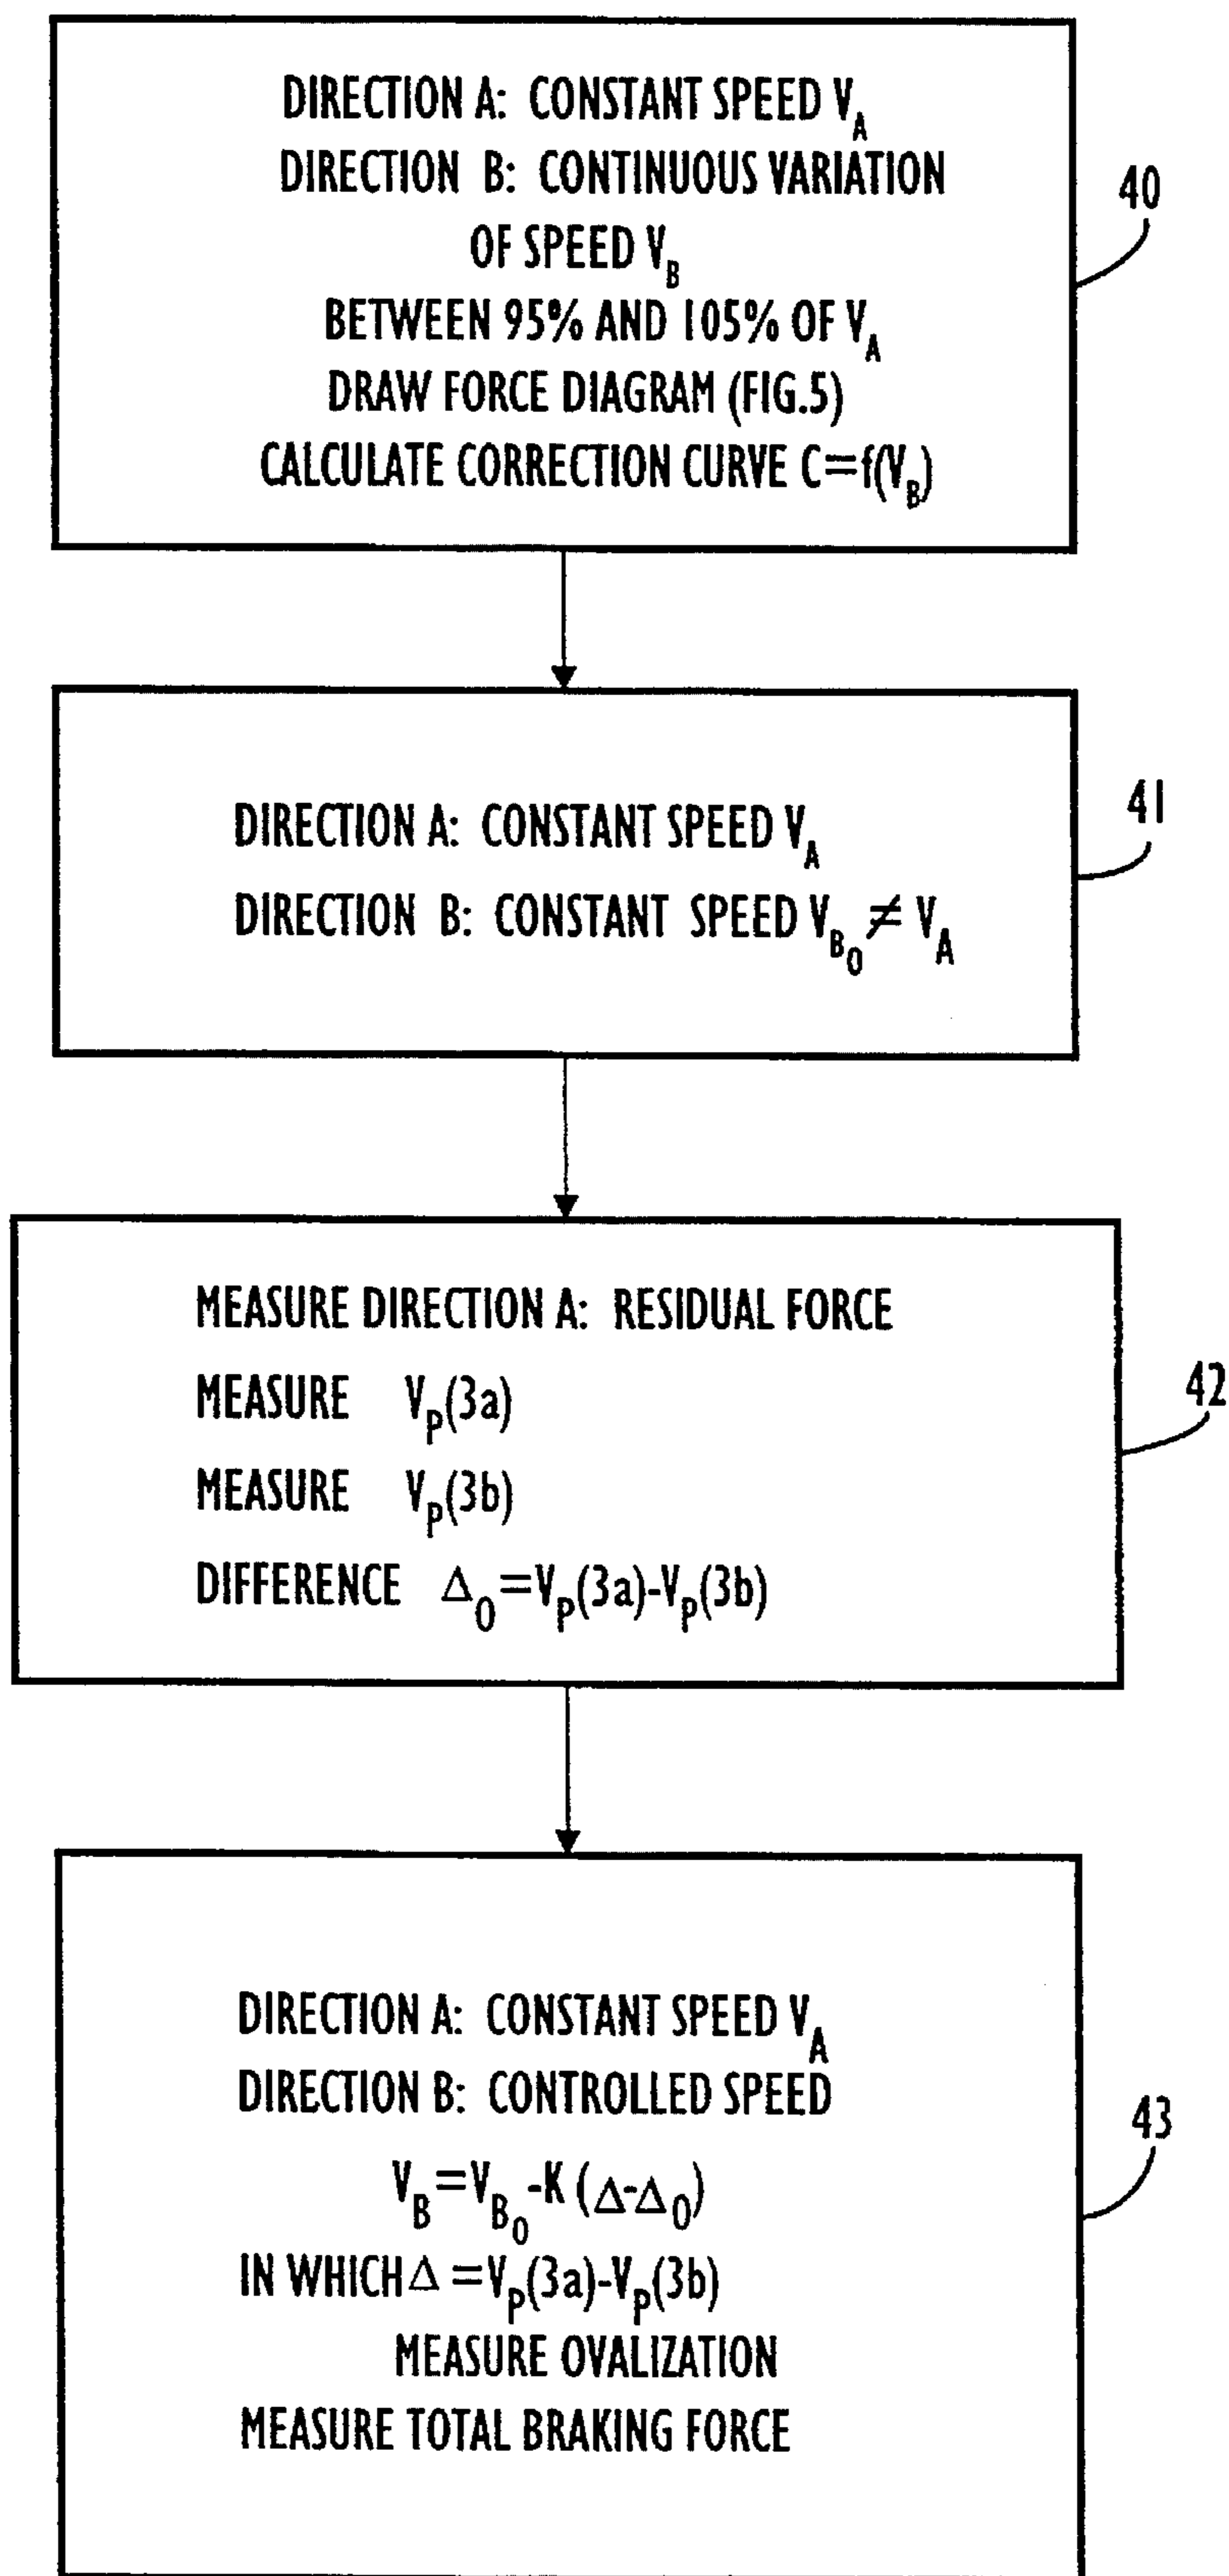 DIRECTION A: CONSTANT SPEED V_A
DIRECTION B: CONTINUOUS VARIATION
OF SPEED V_B
BETWEEN 95% AND 105% OF V_A
DRAW FORCE DIAGRAM (FIG.5)
CALCULATE CORRECTION CURVE C=f(V_B)
40
DIRECTION A: CONSTANT SPEED V_A
DIRECTION B: CONSTANT SPEED V_B_0 ≠ V_A
41
MEASURE DIRECTION A: RESIDUAL FORCE
MEASURE V_P(3a)
MEASURE V_P(3b)
DIFFERENCE Δ_0=V_P(3a)-V_P(3b)
42
DIRECTION A: CONSTANT SPEED V_A
DIRECTION B: CONTROLLED SPEED
V_B=V_B_0-K(Δ-Δ_0)
IN WHICH Δ=V_P(3a)-V_P(3b)
MEASURE OVALIZATION
MEASURE TOTAL BRAKING FORCE
43